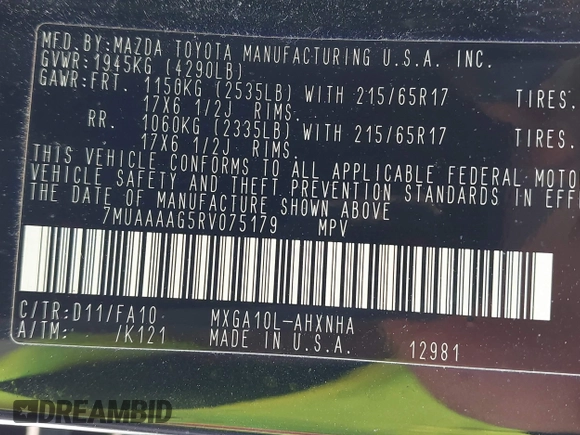 MFD.BY:MAZDA TOYOTA MANUFACTURING U.S.A. INC.
GVWR:1945KG (4290LB)
GAWR:FRT. 1150KG (2535LB) WITH 215/65R17 TIRES.
17X6 1/2J RIMS.
RR. 1060KG (2335LB) WITH 215/65R17 TIRES.
17X6 1/2J RIMS.
THIS VEHICLE CONFORMS TO ALL APPLICABLE FEDERAL MOTO
VEHICLE SAFETY AND THEFT PREVENTION STANDARDS IN EFF
THE DATE OF MANUFACTURE SHOWN ABOVE
7MUAAAAG5RV075179 MPV
C/TR:D11/FA10 MXGA10L-AHXNHA
A/TM: /K121 MADE IN U.S.A. 12981
DREAMBID